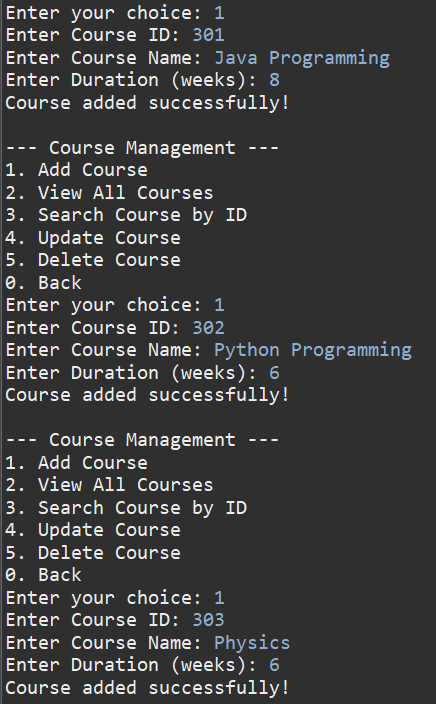 Enter your choice: 1
Enter Course ID: 301
Enter Course Name: Java Programming
Enter Duration (weeks): 8
Course added successfully!

--- Course Management ---
1. Add Course
2. View All Courses
3. Search Course by ID
4. Update Course
5. Delete Course
0. Back
Enter your choice: 1
Enter Course ID: 302
Enter Course Name: Python Programming
Enter Duration (weeks): 6
Course added successfully!

--- Course Management ---
1. Add Course
2. View All Courses
3. Search Course by ID
4. Update Course
5. Delete Course
0. Back
Enter your choice: 1
Enter Course ID: 303
Enter Course Name: Physics
Enter Duration (weeks): 6
Course added successfully!